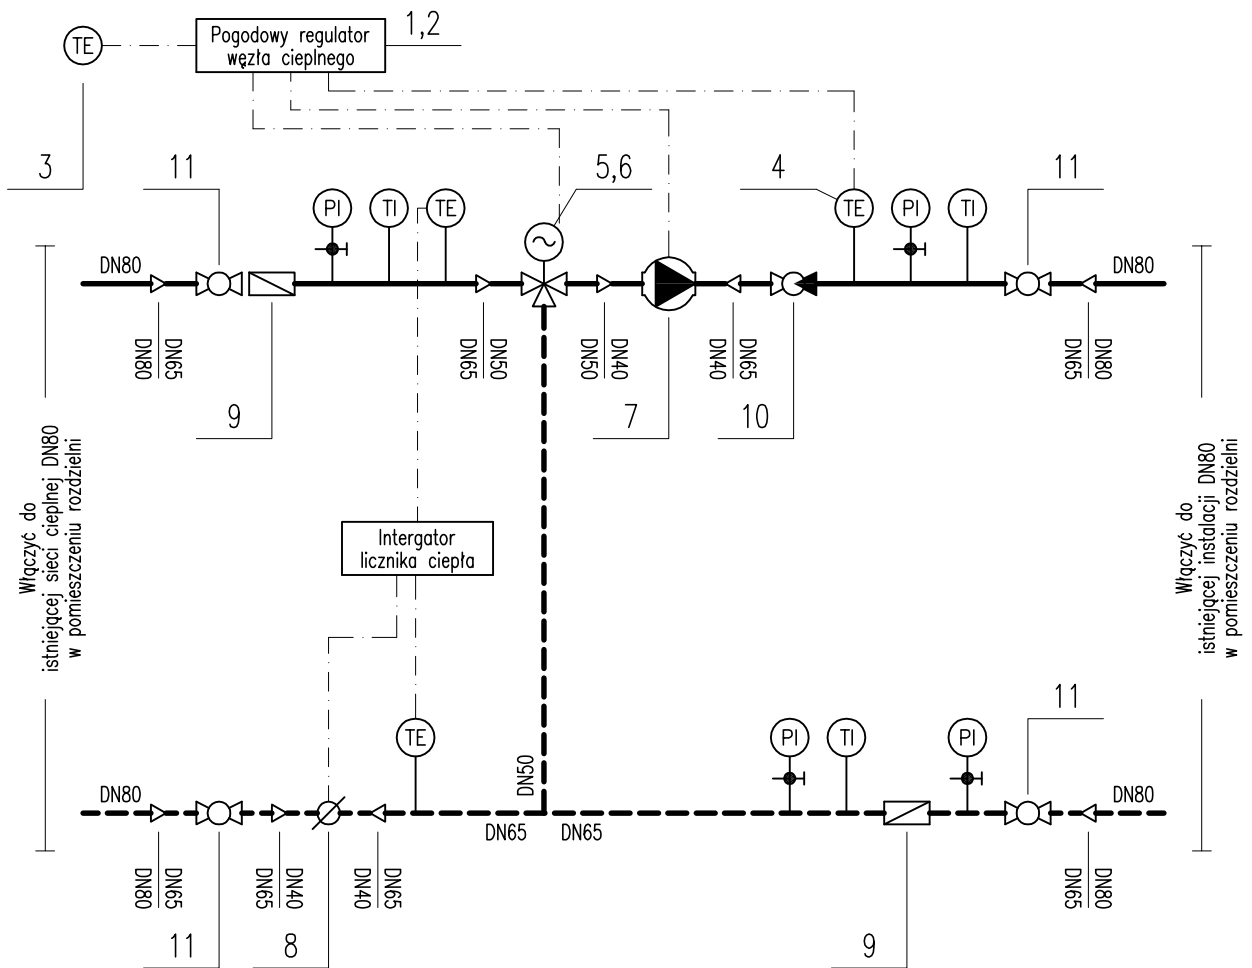 TE
Pogodowy regulator
węzła cieplnego
1,2
3
11
5,6
4
11
PI
TI
TE
TE
PI
TI
DN80
DN80
DN80
DN65
DN65
DN50
DN50
DN40
DN40
DN65
DN65
DN80
9
7
10
Włączyć do
istniejącej sieci cieplnej DN80
w pomieszczeniu rozdzielni
Intergator
licznika ciepła
Włączyć do
istniejącej instalacji DN80
w pomieszczeniu rozdzielni
11
TE
PI
TI
PI
DN50
DN80
DN80
DN65
DN65
DN80
DN65
DN65
DN40
DN40
DN65
DN65
DN80
11
8
9